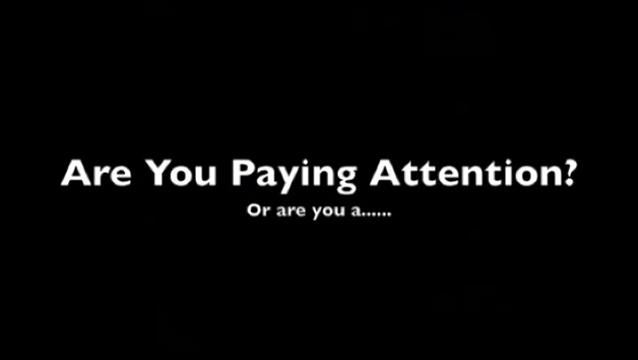 Are You Paying Attention?
Or are you a......